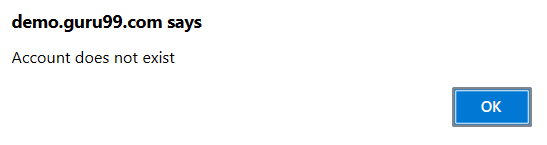 demo.guru99.com says
Account does not exist
OK